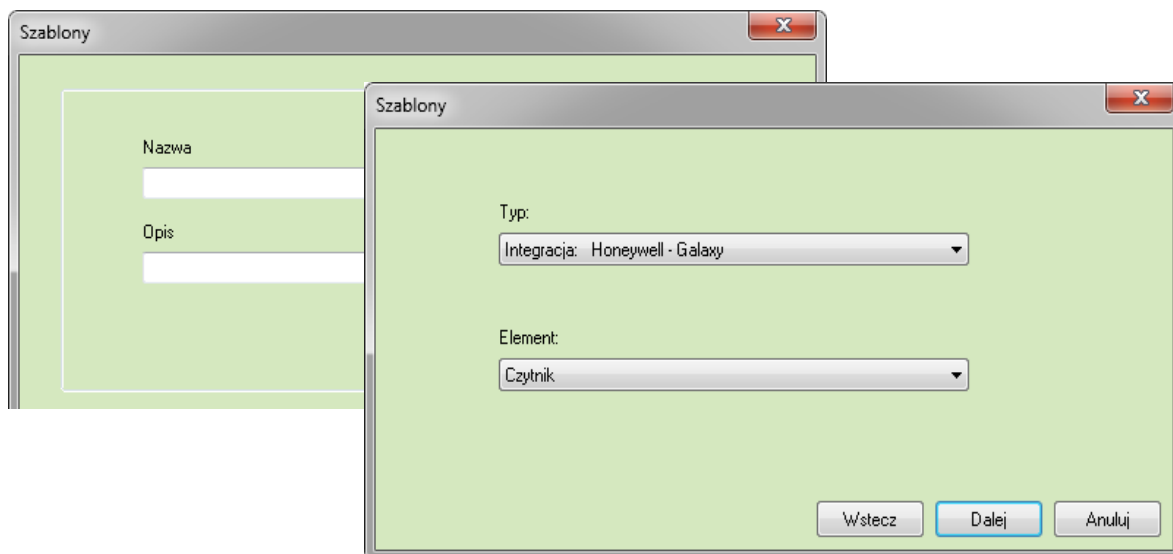 Szablony
Nazwa
Opis
Szablony
Typ:
Integracja: Honeywell - Galaxy
Element:
Czytnik
Wstecz Dalej Anuluj